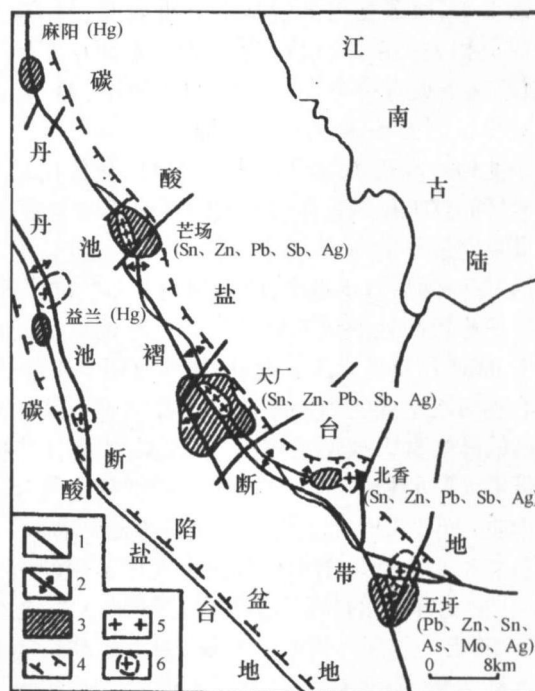 麻阳 (Hg)
江南古陆
碳酸盐台地
丹池褶断带
芒场
(Sn、Zn、Pb、Sb、Ag)
益兰 (Hg)
丹池断陷盆地
碳酸盐台地
大厂
(Sn、Zn、Pb、Sb、Ag)
北香
(Sn、Zn、Pb、Sb、Ag)
五圩
(Pb、Zn、Sn、
As、Mo、Ag)
0 8km
1
2
3 5
4 6